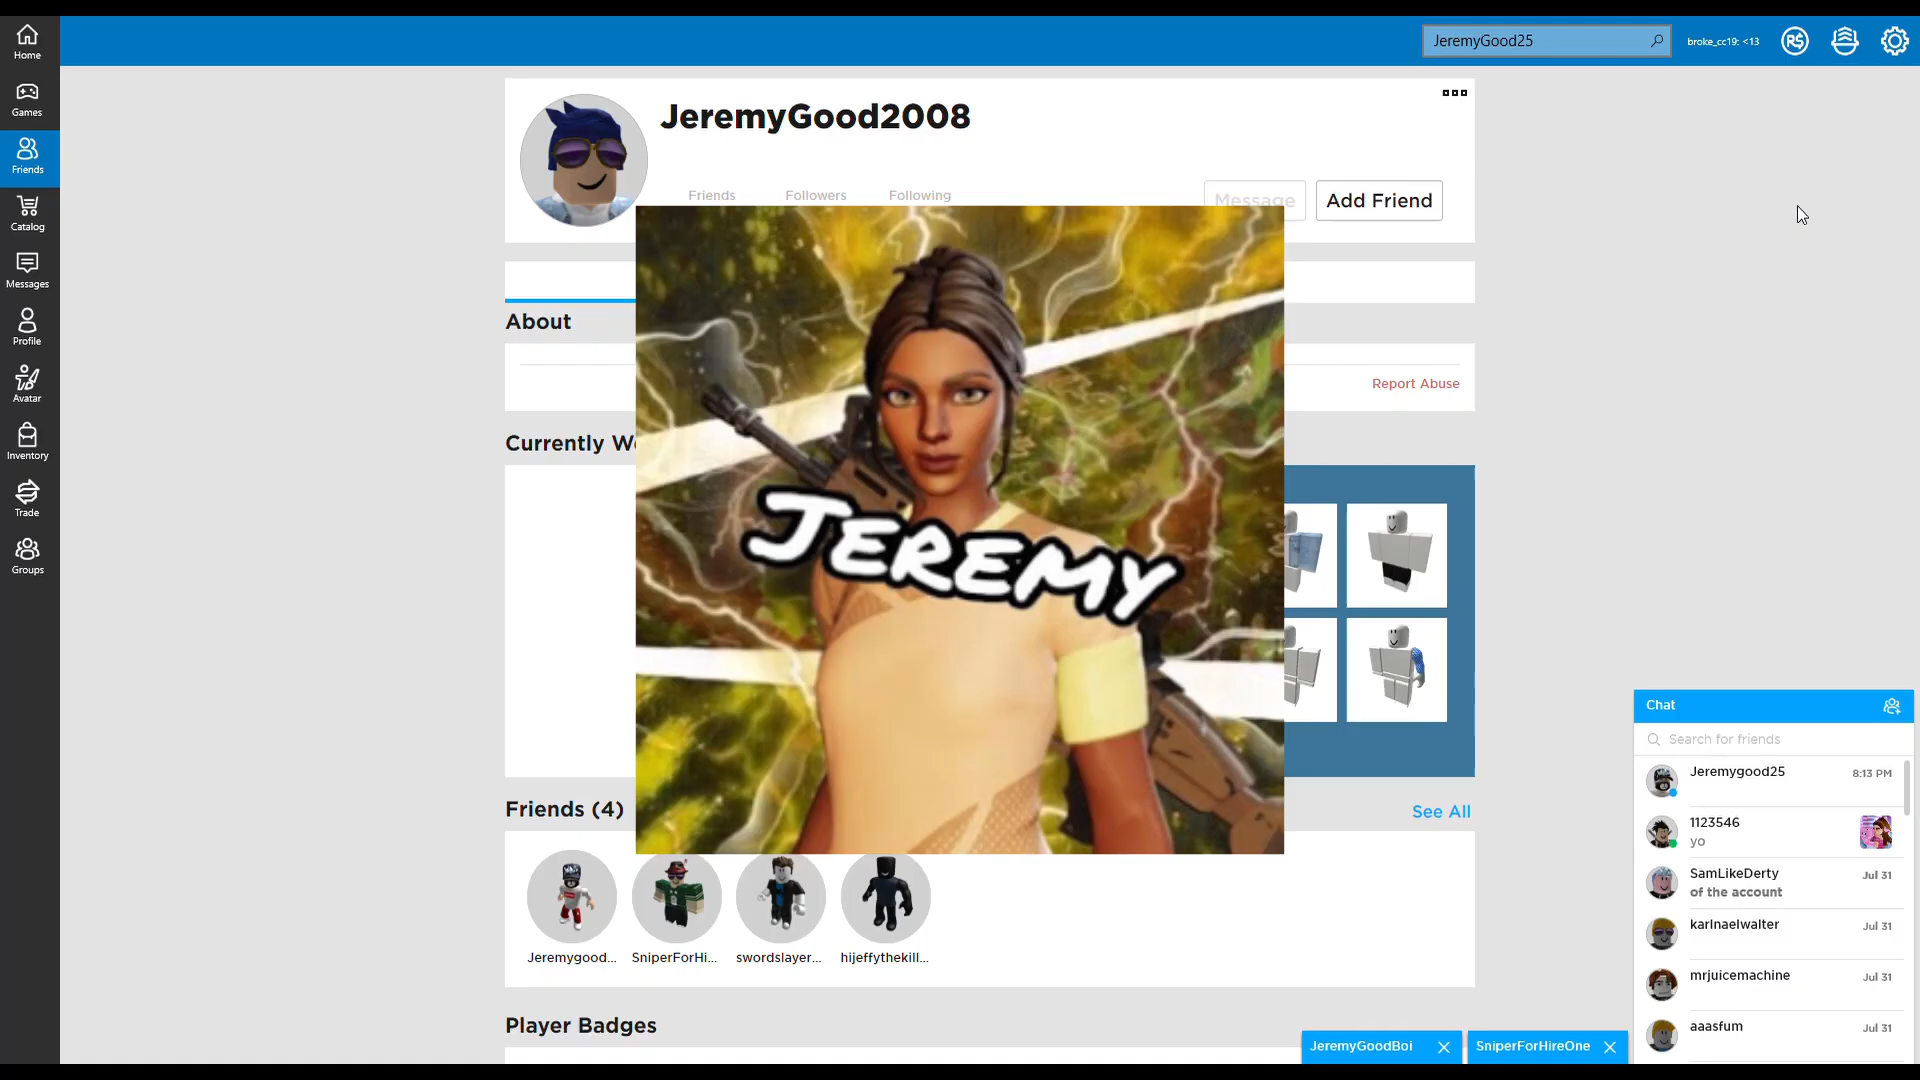 Home
Games
Friends
Catalog
Messages
Profile
Avatar
Inventory
Trade
Groups
JeremyGood25
broke_cc19: <13
R$
JeremyGood2008
Friends
Followers
Following
Message
Add Friend
About
Report Abuse
Currently W
JEREMY
Friends (4)
See All
Jeremygood...
SniperForHi...
swordslayer...
hijeffythekill...
Player Badges
Chat
Search for friends
Jeremygood25
8:13 PM
1123546
yo
SamLikeDerty
Jul 31
of the account
karlnaelwalter
Jul 31
mrjuicemachine
Jul 31
aaasfum
Jul 31
JeremyGoodBoi
SniperForHireOne